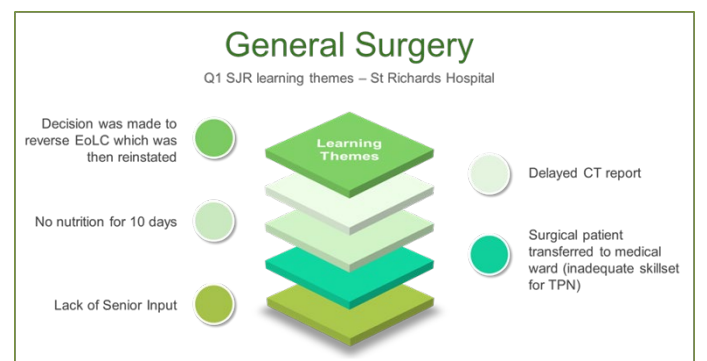 General Surgery
Q1 SJR learning themes – St Richards Hospital
Decision was made to
reverse EoLC which was
then reinstated
Learning
Themes
Delayed CT report
No nutrition for 10 days
Surgical patient
transferred to medical
ward (inadequate skillset
for TPN)
Lack of Senior Input